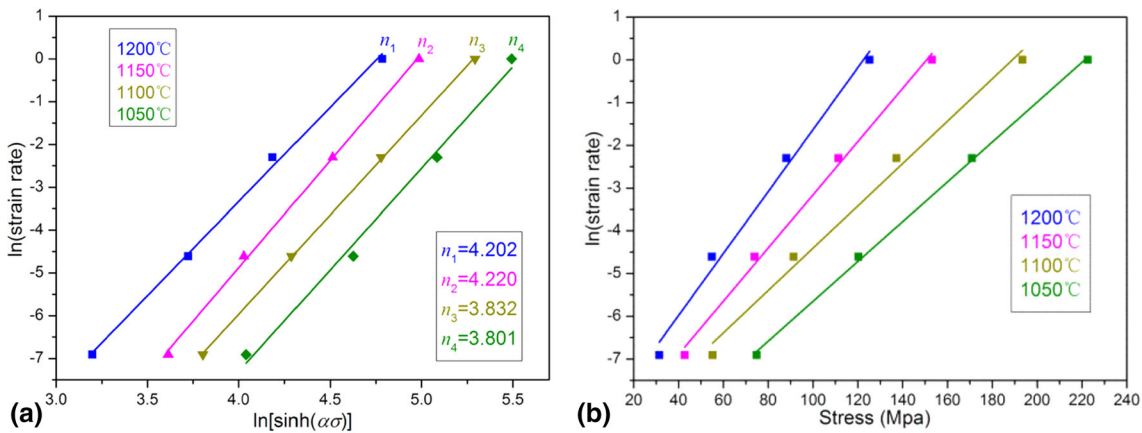 1
0
-1
-2
-3
-4
-5
-6
-7
ln(strain rate)
1200℃
1150℃
1100℃
1050℃
n1
n2
n3
n4
n1=4.202
n2=4.220
n3=3.832
n4=3.801
3.0 3.5 4.0 4.5 5.0 5.5
ln[sinh(ασ)]
(a)
1
0
-1
-2
-3
-4
-5
-6
-7
ln(strain rate)
1200℃
1150℃
1100℃
1050℃
20 40 60 80 100 120 140 160 180 200 220 240
Stress (Mpa)
(b)